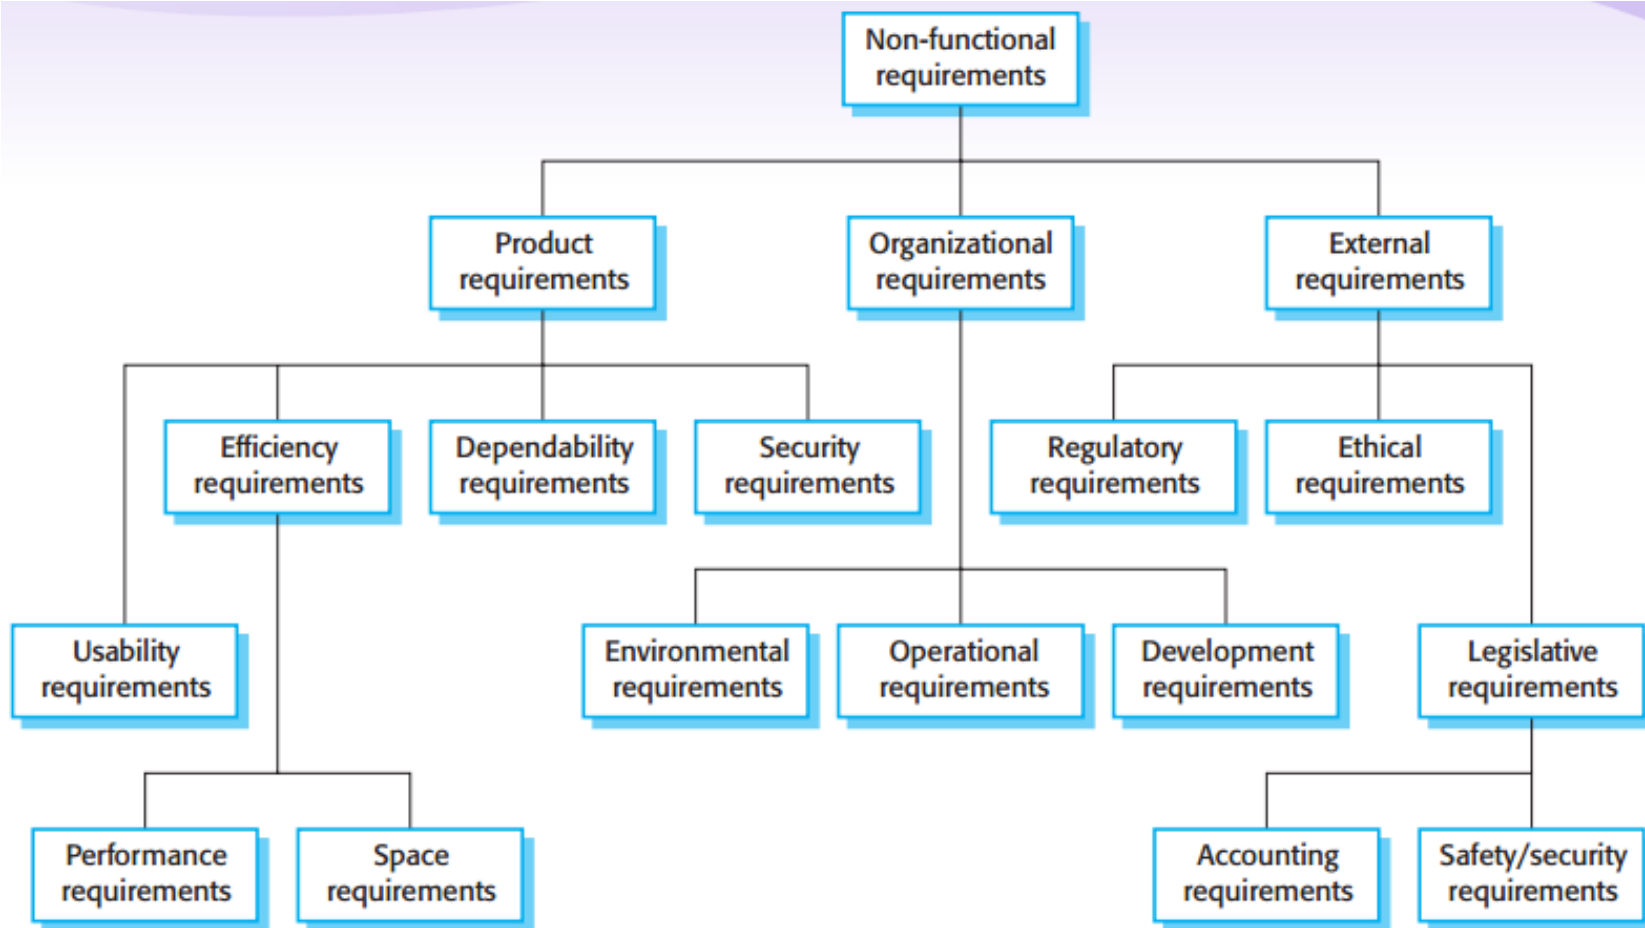 Non-functional
requirements
Product
requirements
Organizational
requirements
External
requirements
Efficiency
requirements
Dependability
requirements
Security
requirements
Regulatory
requirements
Ethical
requirements
Usability
requirements
Environmental
requirements
Operational
requirements
Development
requirements
Legislative
requirements
Performance
requirements
Space
requirements
Accounting
requirements
Safety/security
requirements